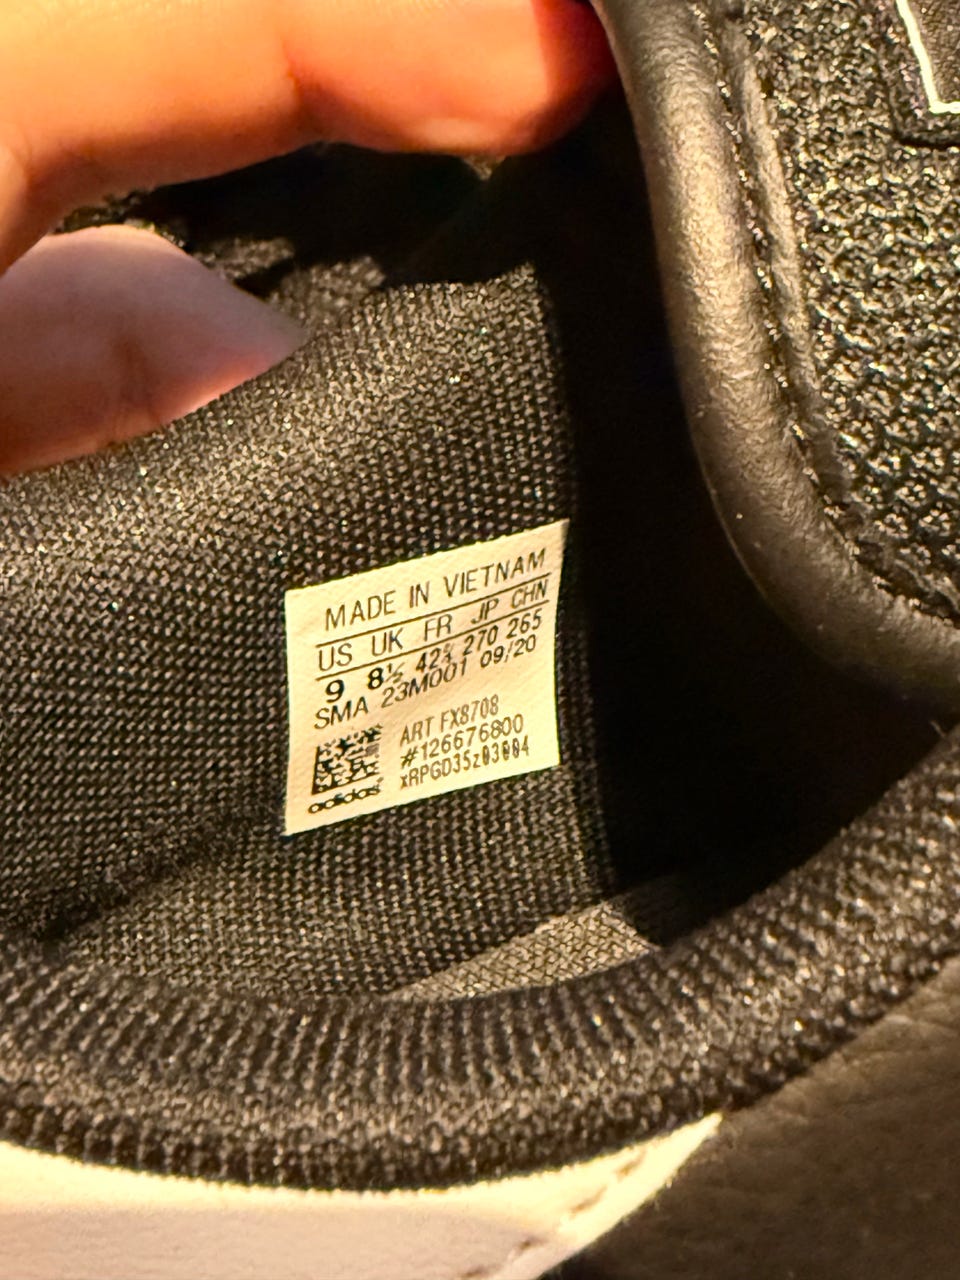 MADE IN VIETNAM
US UK FR JP CHN
9 8½ 42⅔ 270 265
SMA 23M001 09/20
ART FX8708
#126676800
xRPGD35z03004
adidas